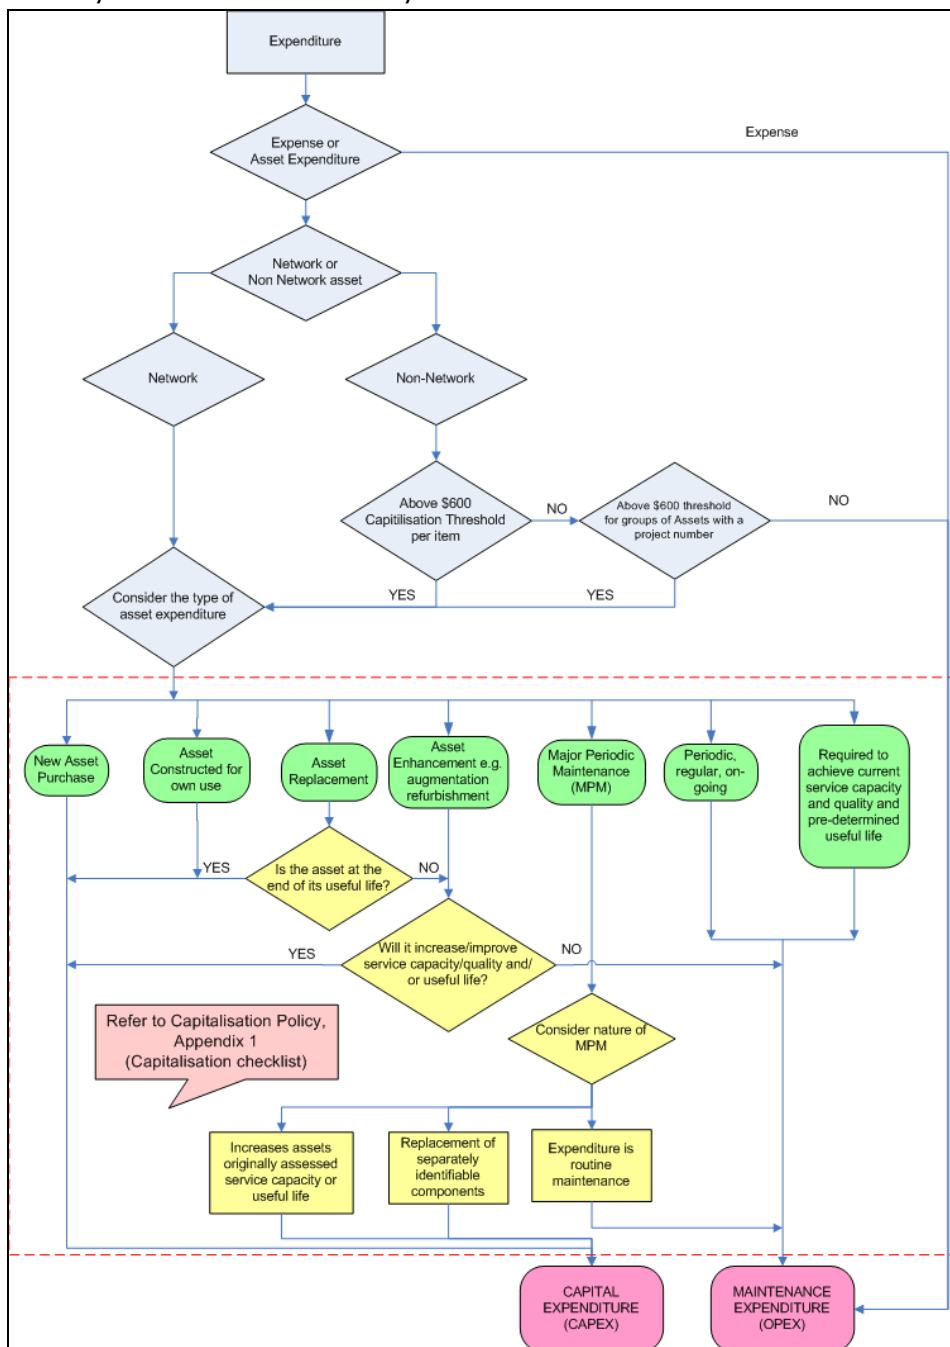 Expenditure
Expense or
Asset Expenditure
Expense
Network or
Non Network asset
Network
Non-Network
Above $600
Capitilisation Threshold
per item
NO
Above $600 threshold
for groups of Assets with a
project number
NO
YES
YES
Consider the type of
asset expenditure
New Asset
Purchase
Asset
Constructed for
own use
Asset
Replacement
Asset
Enhancement e.g.
augmentation
refurbishment
Major Periodic
Maintenance
(MPM)
Periodic,
regular, on-
going
Required to
achieve current
service capacity
and quality and
pre-determined
useful life
YES
Is the asset at the
end of its useful life?
NO
YES
Will it increase/improve
service capacity/quality and/
or useful life?
NO
Refer to Capitalisation Policy,
Appendix 1
(Capitalisation checklist)
Consider nature of
MPM
Increases assets
originally assessed
service capacity or
useful life
Replacement of
separately
identifiable
components
Expenditure is
routine
maintenance
CAPITAL
EXPENDITURE
(CAPEX)
MAINTENANCE
EXPENDITURE
(OPEX)